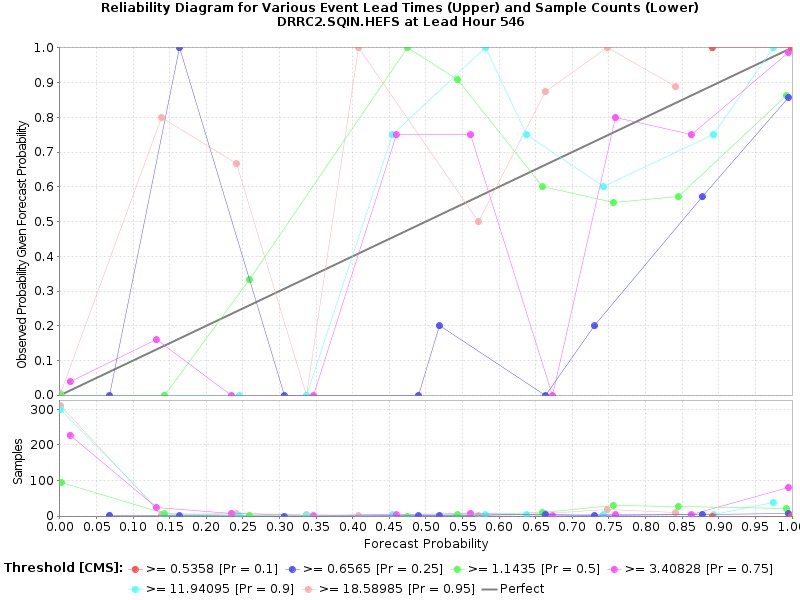 Reliability Diagram for Various Event Lead Times (Upper) and Sample Counts (Lower)
DRRC2.SQIN.HEFS at Lead Hour 546
Observed Probability Given Forecast Probability
1.0
0.9
0.8
0.7
0.6
0.5
0.4
0.3
0.2
0.1
0.0
Samples
300
200
100
0
0.00 0.05 0.10 0.15 0.20 0.25 0.30 0.35 0.40 0.45 0.50 0.55 0.60 0.65 0.70 0.75 0.80 0.85 0.90 0.95 1.0
Forecast Probability
Threshold [CMS]: >= 0.5358 [Pr = 0.1] >= 0.6565 [Pr = 0.25] >= 1.1435 [Pr = 0.5] >= 3.40828 [Pr = 0.75]
>= 11.94095 [Pr = 0.9] >= 18.58985 [Pr = 0.95] Perfect